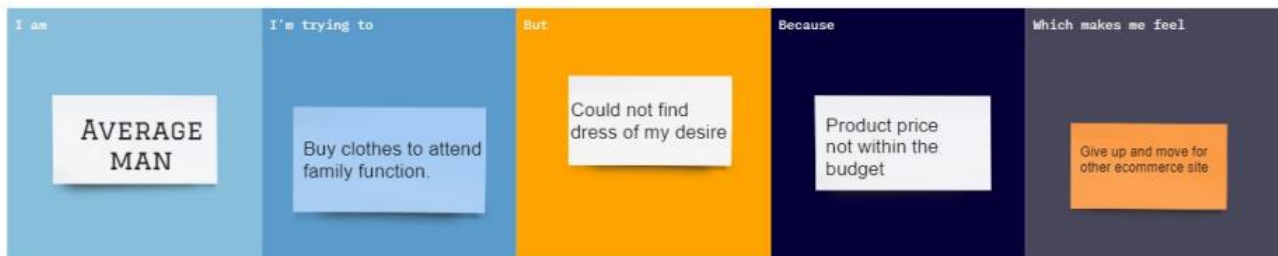 I am
AVERAGE
MAN
I'm trying to
Buy clothes to attend
family function.
But
Could not find
dress of my desire
Because
Product price
not within the
budget
Which makes me feel
Give up and move for
other ecommerce site